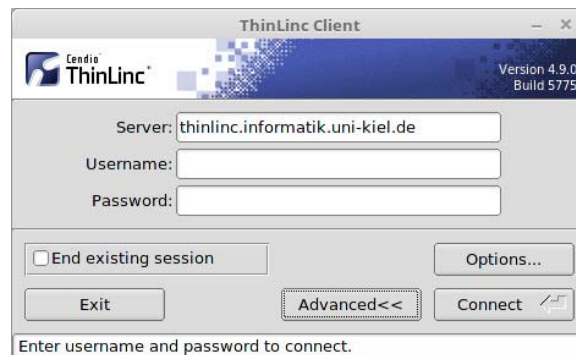 ThinLinc Client
Cendio
ThinLinc
Version 4.9.0
Build 5775
Server: thinlinc.informatik.uni-kiel.de
Username:
Password:
End existing session
Options...
Exit
Advanced<<
Connect
Enter username and password to connect.